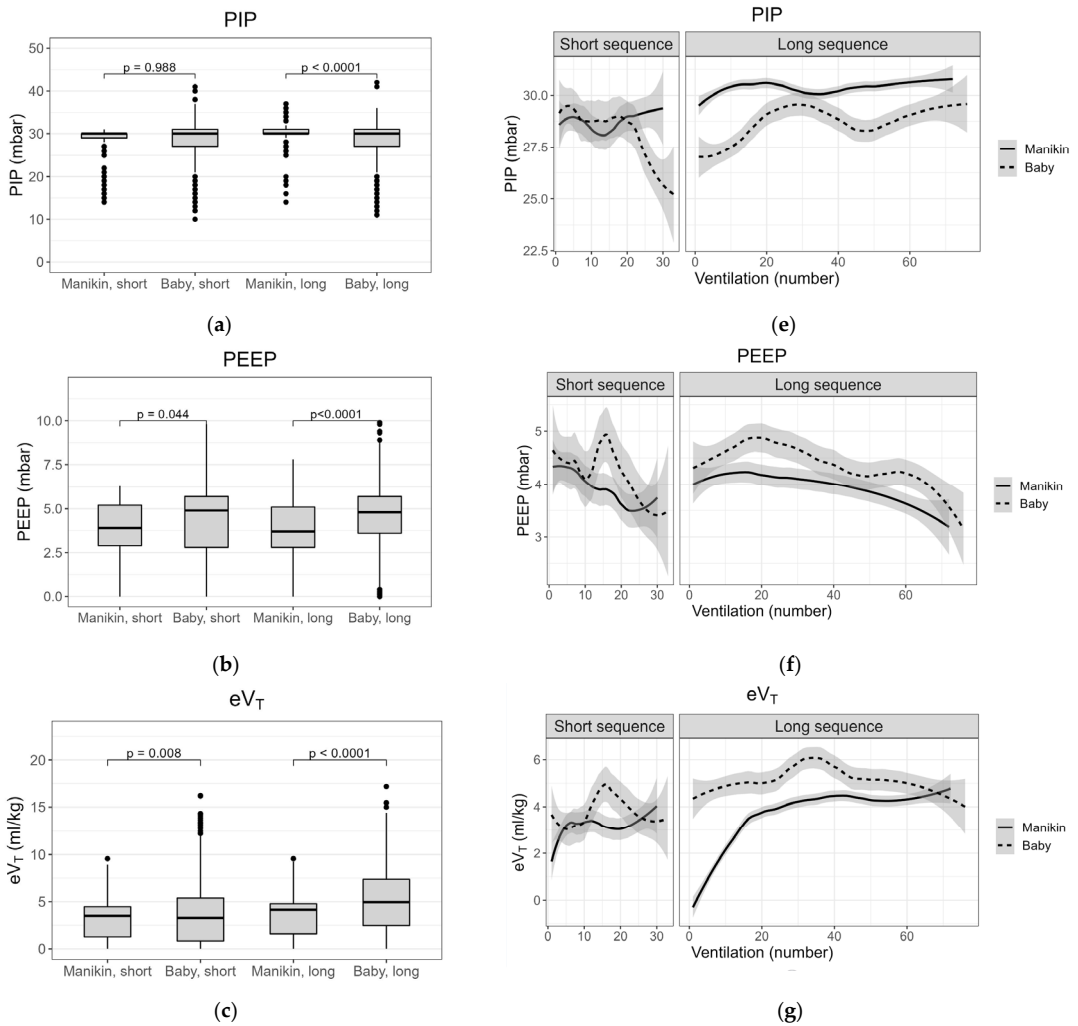 PIP
50
40
30
20
10
0
PIP (mbar)
p = 0.988
p < 0.0001
Manikin, short
Baby, short
Manikin, long
Baby, long
(a)
PIP
Short sequence
Long sequence
30.0
27.5
25.0
22.5
PIP (mbar)
0 10 20 30
0 20 40 60
Ventilation (number)
Manikin
Baby
(e)
PEEP
10.0
7.5
5.0
2.5
0.0
PEEP (mbar)
p = 0.044
p<0.0001
Manikin, short
Baby, short
Manikin, long
Baby, long
(b)
PEEP
Short sequence
Long sequence
5
4
3
PEEP (mbar)
0 10 20 30
0 20 40 60
Ventilation (number)
Manikin
Baby
(f)
eVT
20
15
10
5
0
eVT (ml/kg)
p = 0.008
p < 0.0001
Manikin, short
Baby, short
Manikin, long
Baby, long
(c)
eVT
Short sequence
Long sequence
6
4
2
0
eVT (ml/kg)
0 10 20 30
0 20 40 60
Ventilation (number)
Manikin
Baby
(g)